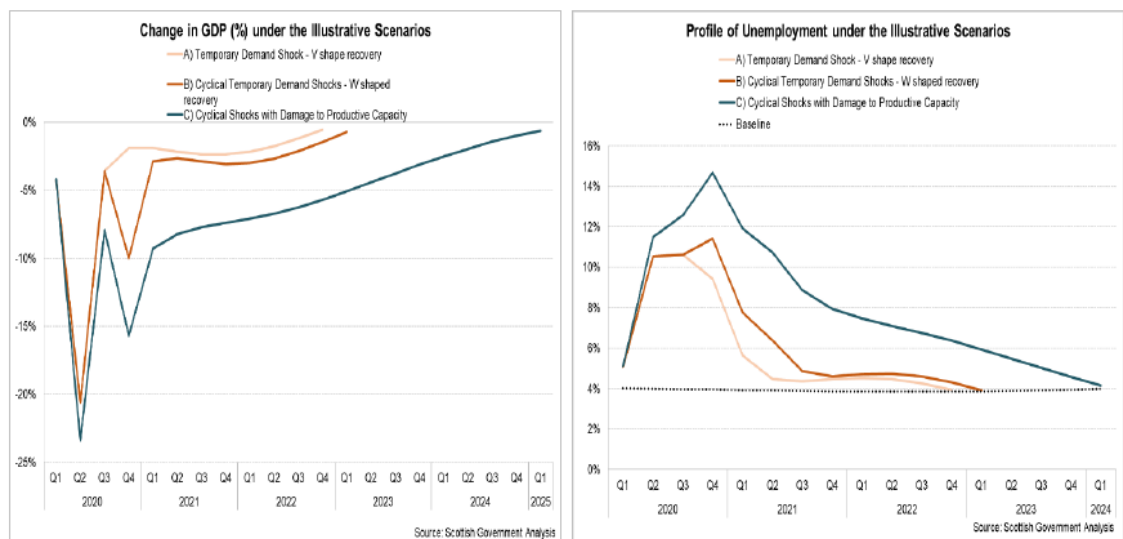 Change in GDP (%) under the Illustrative Scenarios
A) Temporary Demand Shock - V shape recovery
B) Cyclical Temporary Demand Shocks - W shaped
recovery
C) Cyclical Shocks with Damage to Productive Capacity
0%
-5%
-10%
-15%
-20%
-25%
Q1 Q2 Q3 Q4 Q1 Q2 Q3 Q4 Q1 Q2 Q3 Q4 Q1 Q2 Q3 Q4 Q1 Q2 Q3 Q4 Q1
2020 2021 2022 2023 2024 2025
Source: Scottish Government Analysis
Profile of Unemployment under the Illustrative Scenarios
A) Temporary Demand Shock - V shape recovery
B) Cyclical Temporary Demand Shocks - W shaped recovery
C) Cyclical Shocks with Damage to Productive Capacity
Baseline
16%
14%
12%
10%
8%
6%
4%
2%
0%
Q1 Q2 Q3 Q4 Q1 Q2 Q3 Q4 Q1 Q2 Q3 Q4 Q1 Q2 Q3 Q4 Q1
2020 2021 2022 2023 2024
Source: Scottish Government Analysis